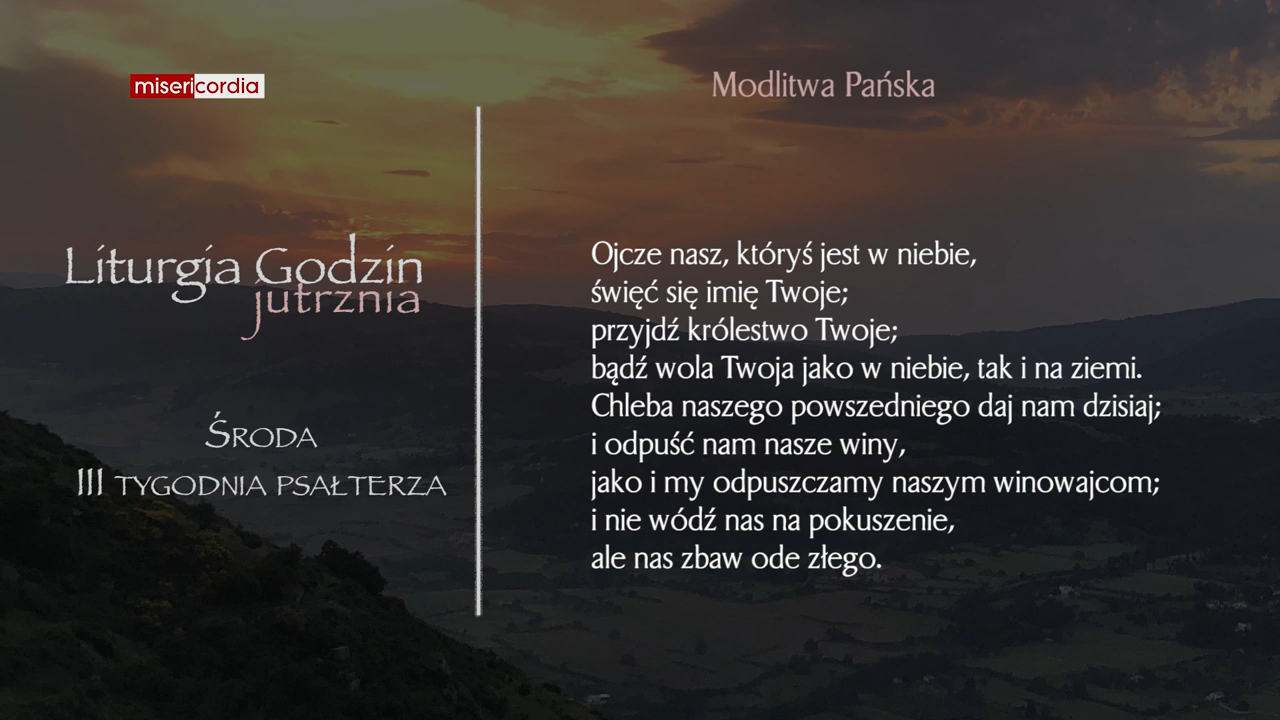 misericordia
Liturgia Godzin
jutrznia
Środa
III tygodnia psałterza
Modlitwa Pańska
Ojcze nasz, któryś jest w niebie,
święć się imię Twoje;
przyjdź królestwo Twoje;
bądź wola Twoja jako w niebie, tak i na ziemi.
Chleba naszego powszedniego daj nam dzisiaj;
i odpuść nam nasze winy,
jako i my odpuszczamy naszym winowajcom;
i nie wódź nas na pokuszenie,
ale nas zbaw ode złego.